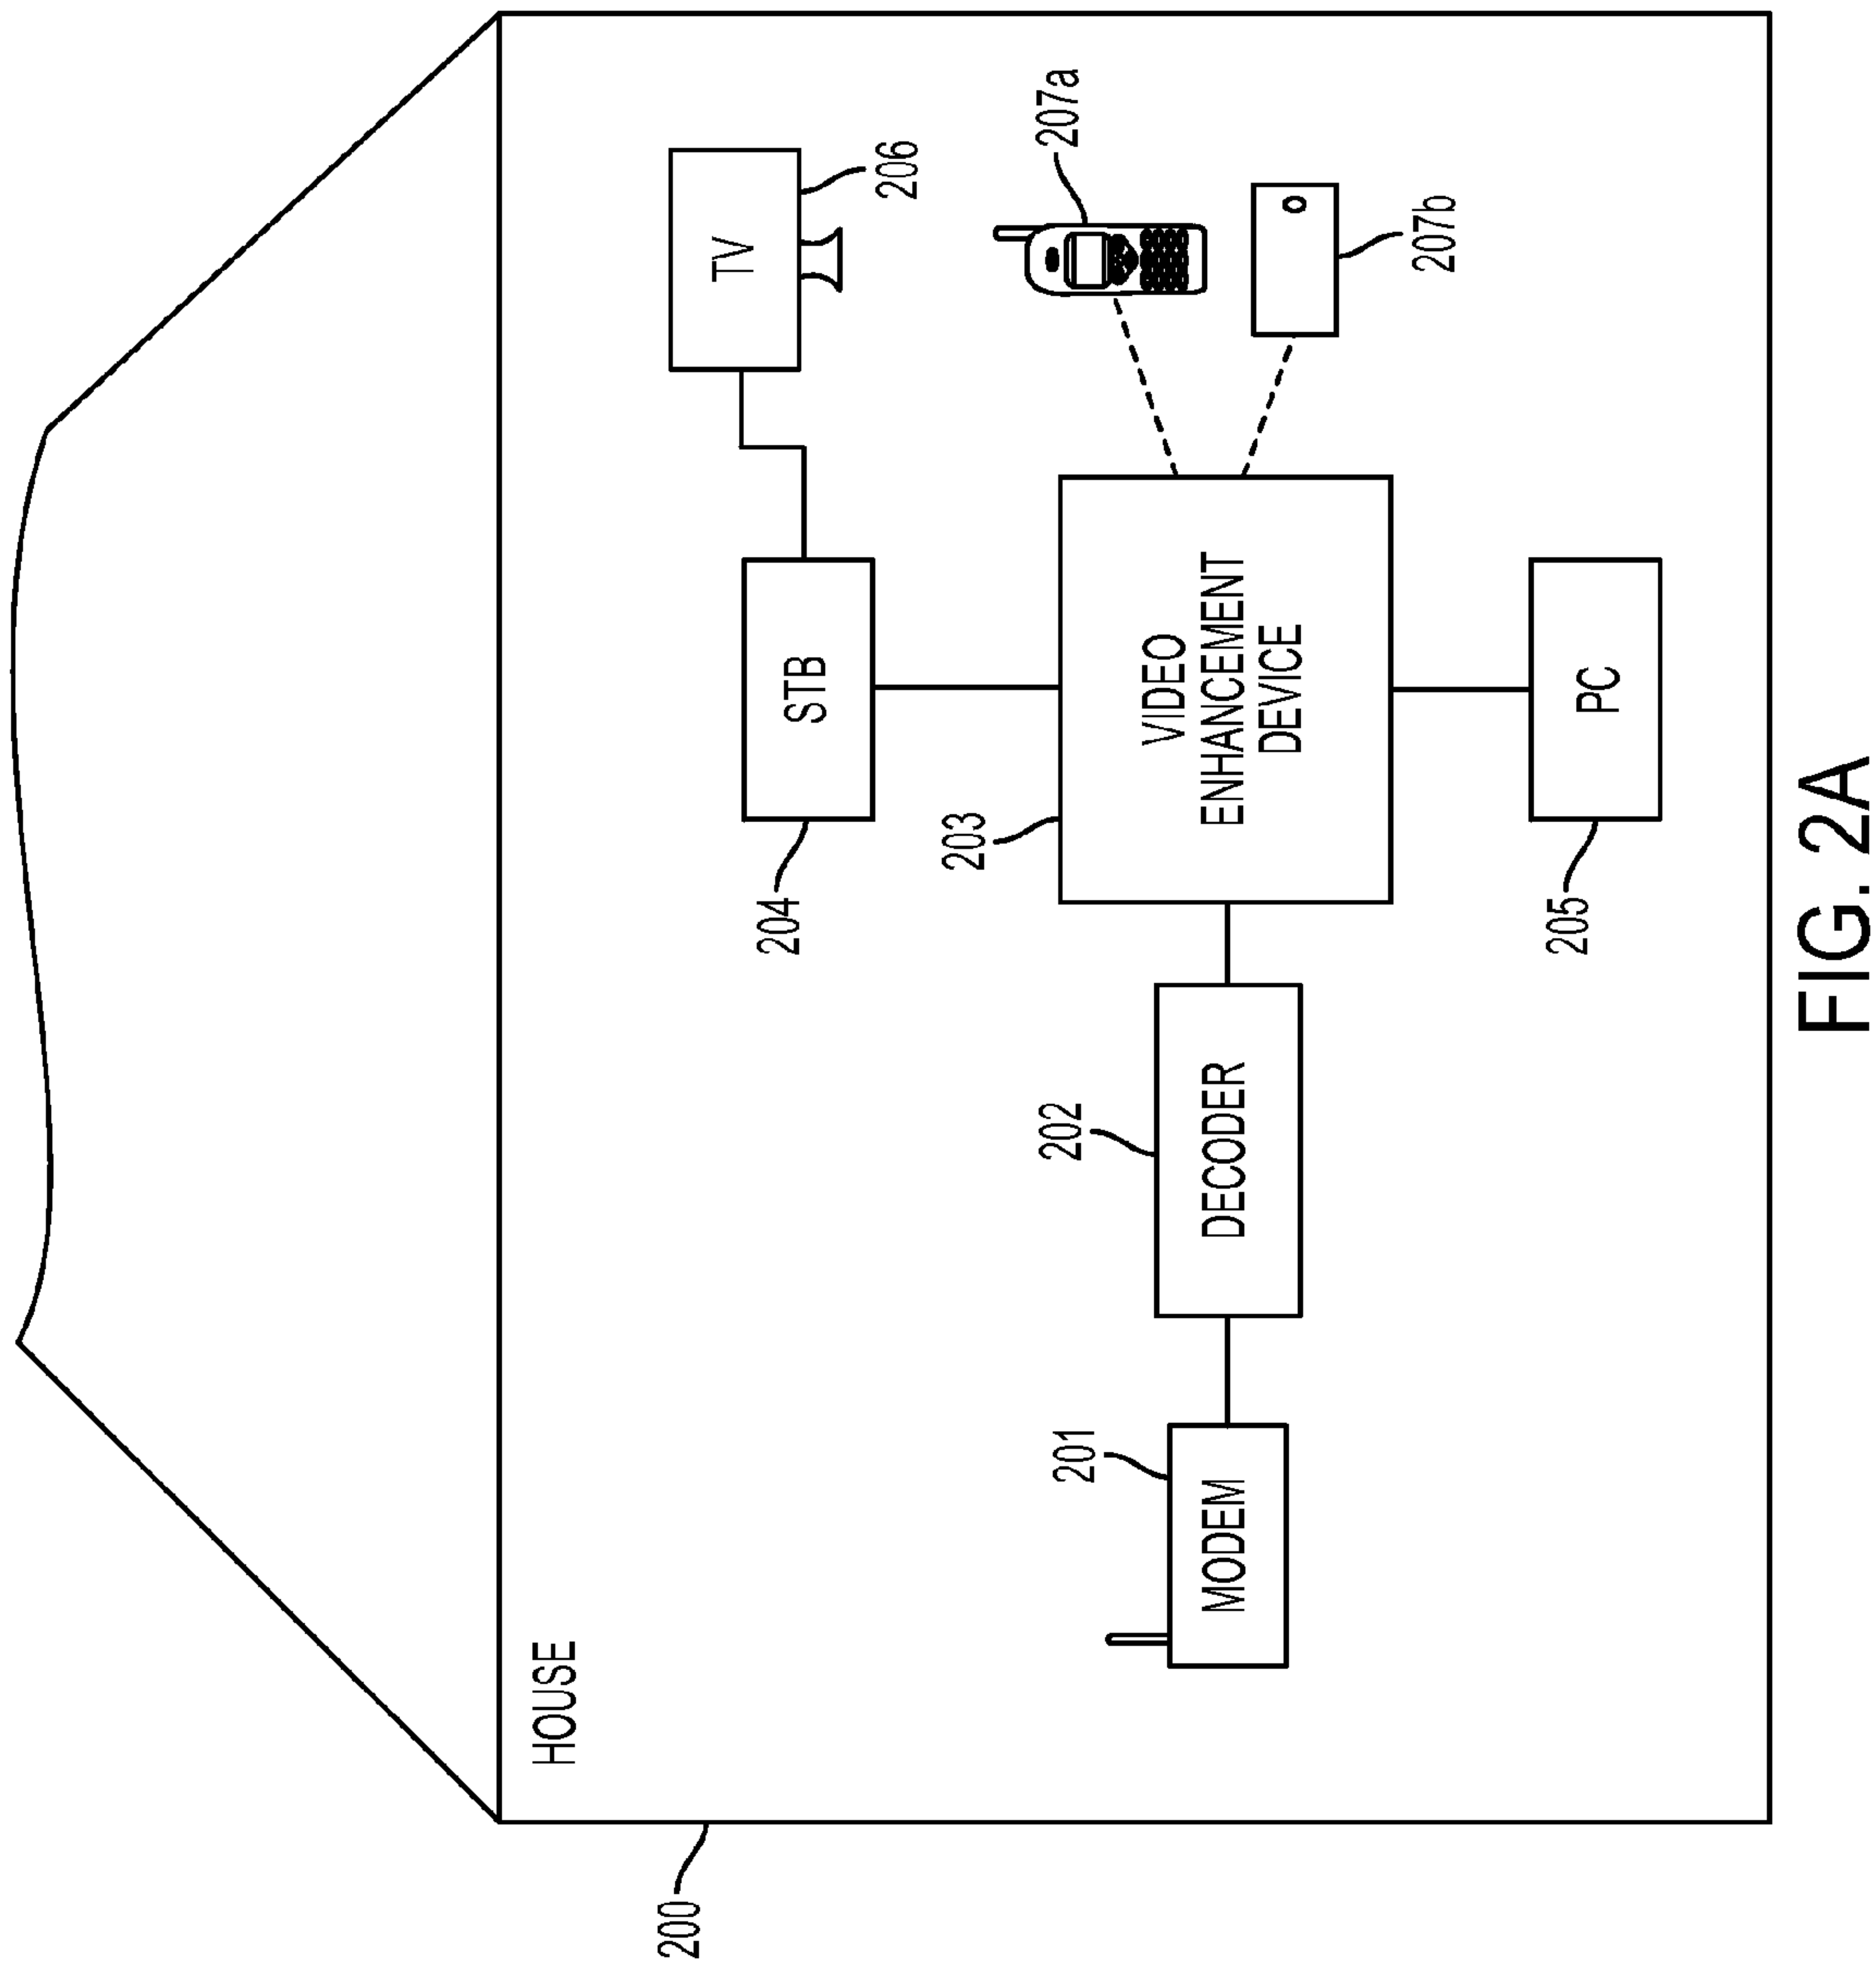 HOUSE
200
TV
206
STB
204
203
VIDEO
ENHANCEMENT
DEVICE
207a
207b
202
DECODER
201
MODEM
PC
205
FIG. 2A